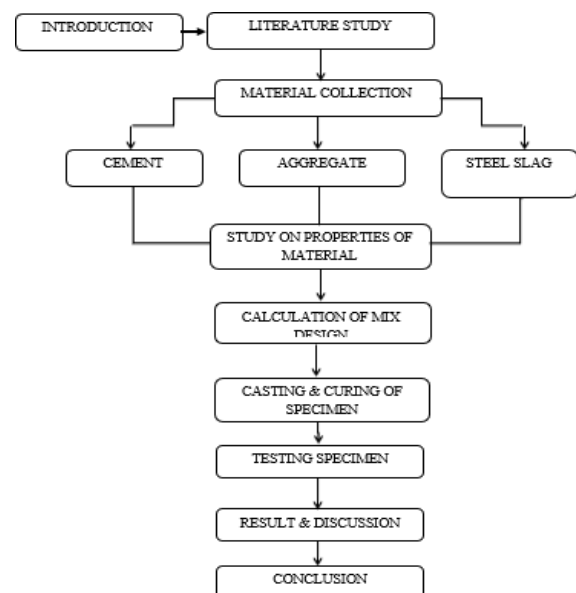 INTRODUCTION
LITERATURE STUDY
MATERIAL COLLECTION
CEMENT
AGGREGATE
STEEL SLAG
STUDY ON PROPERTIES OF
MATERIAL
CALCULATION OF MIX
DESIGN
CASTING & CURING OF
SPECIMEN
TESTING SPECIMEN
RESULT & DISCUSSION
CONCLUSION